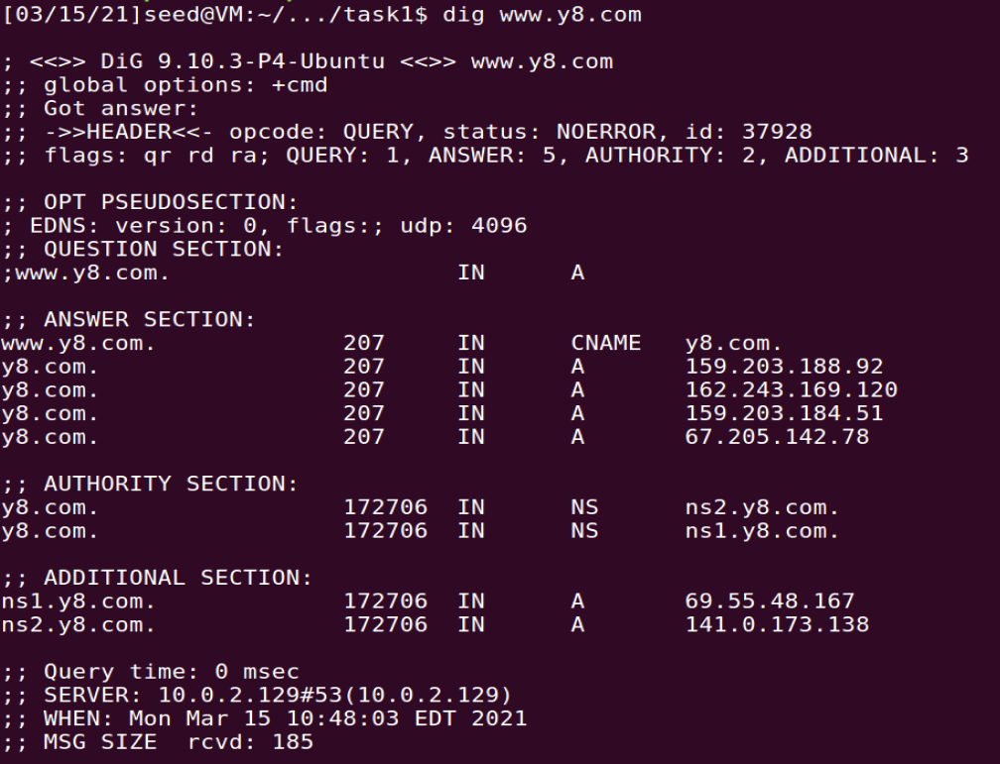 [03/15/21]seed@VM:~/.../task1$ dig www.y8.com
; <<>> DiG 9.10.3-P4-Ubuntu <<>> www.y8.com
;; global options: +cmd
;; Got answer:
;; ->>HEADER<<- opcode: QUERY, status: NOERROR, id: 37928
;; flags: qr rd ra; QUERY: 1, ANSWER: 5, AUTHORITY: 2, ADDITIONAL: 3
;; OPT PSEUDOSECTION:
; EDNS: version: 0, flags:; udp: 4096
;; QUESTION SECTION:
;www.y8.com. IN A
;; ANSWER SECTION:
www.y8.com. 207 IN CNAME y8.com.
y8.com. 207 IN A 159.203.188.92
y8.com. 207 IN A 162.243.169.120
y8.com. 207 IN A 159.203.184.51
y8.com. 207 IN A 67.205.142.78
;; AUTHORITY SECTION:
y8.com. 172706 IN NS ns2.y8.com.
y8.com. 172706 IN NS ns1.y8.com.
;; ADDITIONAL SECTION:
ns1.y8.com. 172706 IN A 69.55.48.167
ns2.y8.com. 172706 IN A 141.0.173.138
;; Query time: 0 msec
;; SERVER: 10.0.2.129#53(10.0.2.129)
;; WHEN: Mon Mar 15 10:48:03 EDT 2021
;; MSG SIZE rcvd: 185